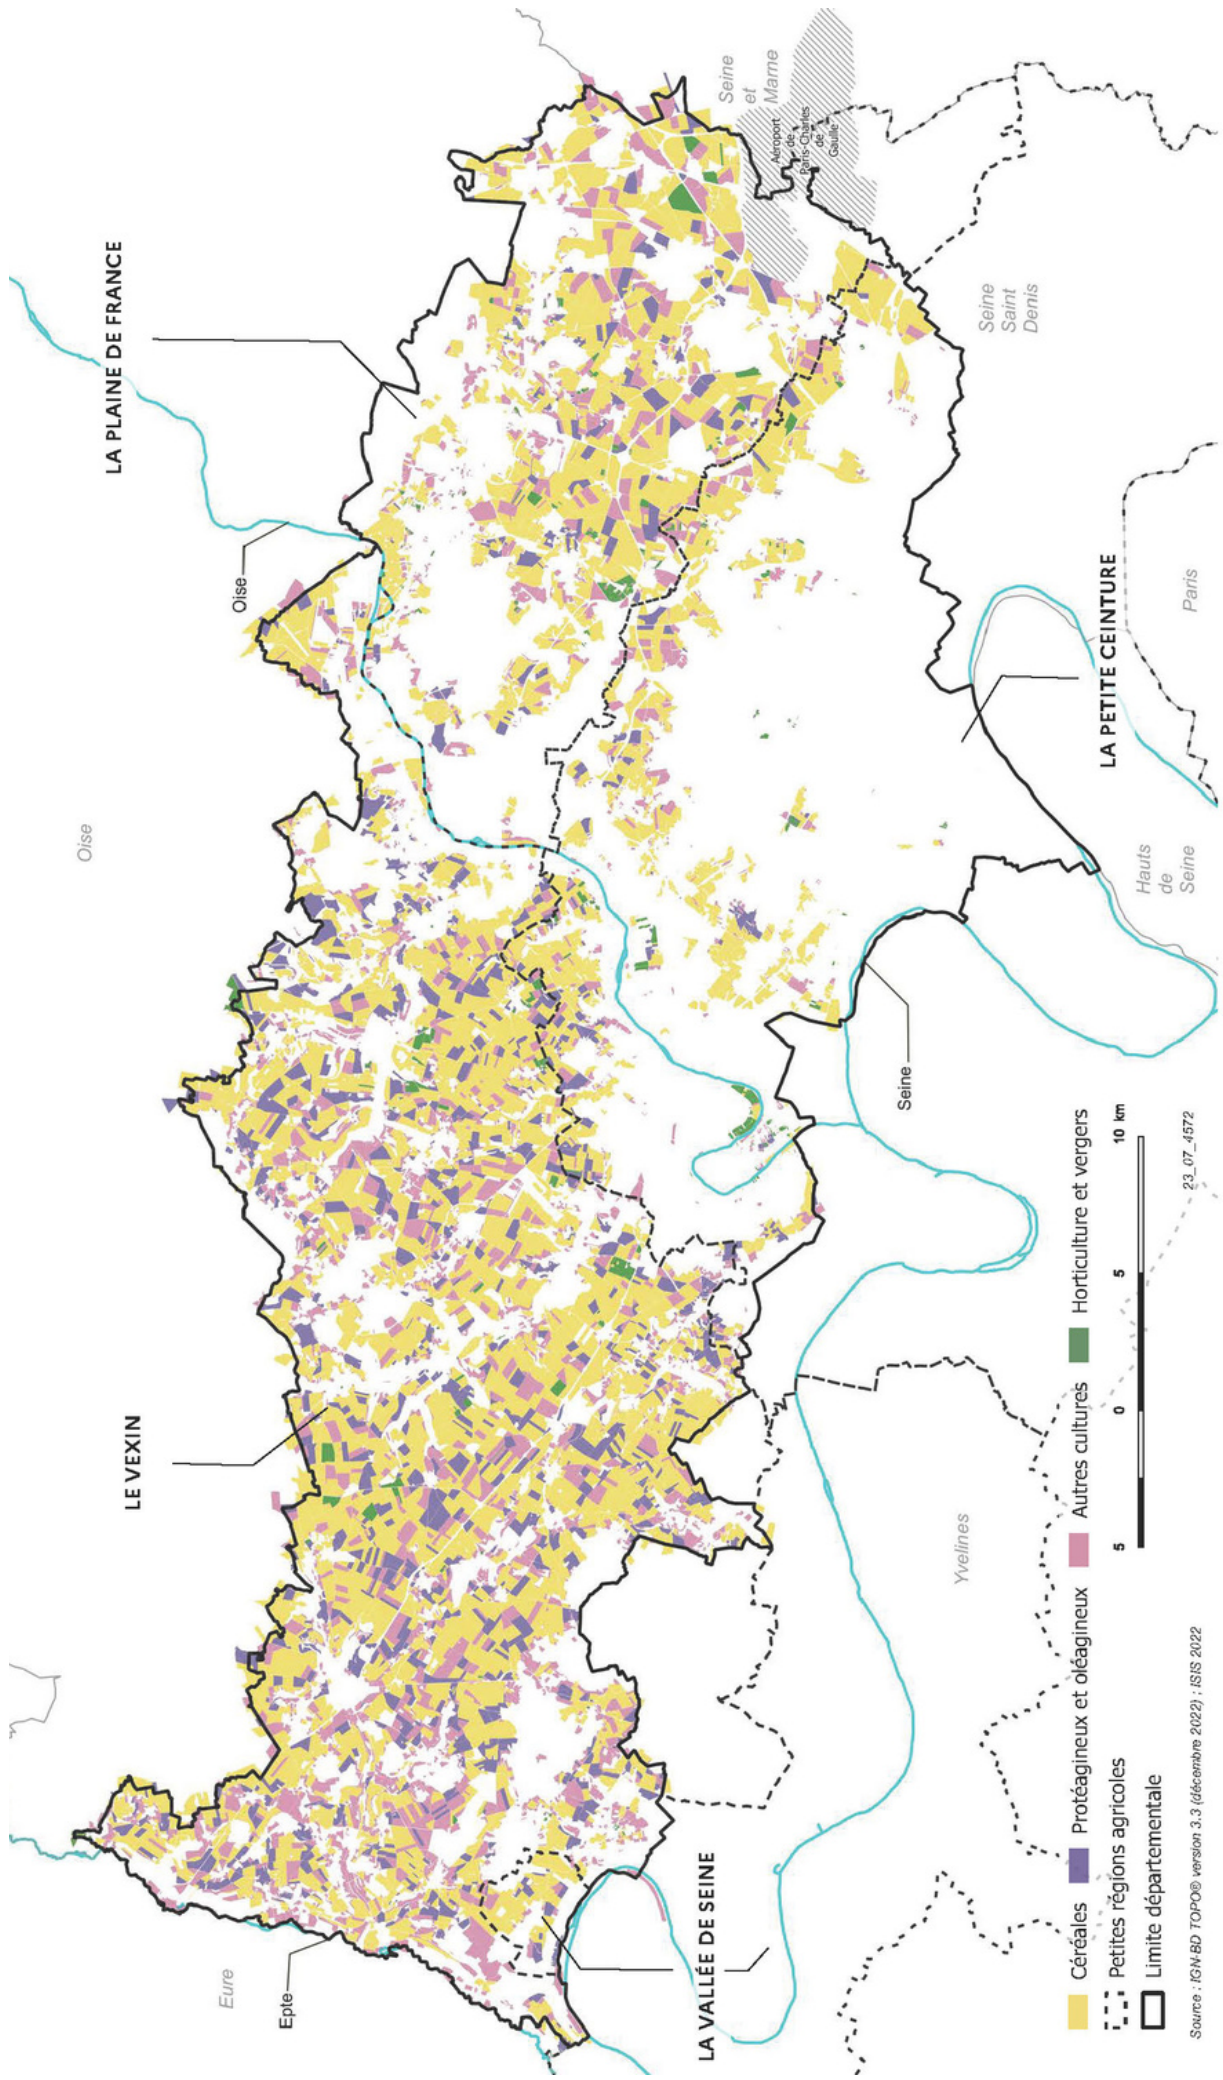 LA PLAINE DE FRANCE
Seine
et
Marne
Aéroport
de
Paris-Charles
de
Gaulle
Oise
Oise
Seine
Saint
Denis
LE VEXIN
LA PETITE CEINTURE
Paris
Hauts
de
Seine
Seine
Eure
Epte
LA VALLÉE DE SEINE
Yvelines
Céréales
Protéagineux et oléagineux
Autres cultures
Horticulture et vergers
Petites régions agricoles
Limite départementale
5 0 5 10 km
Source : IGN-BD TOPO® version 3.3 (décembre 2022) ; ISIS 2022
23_07_4572